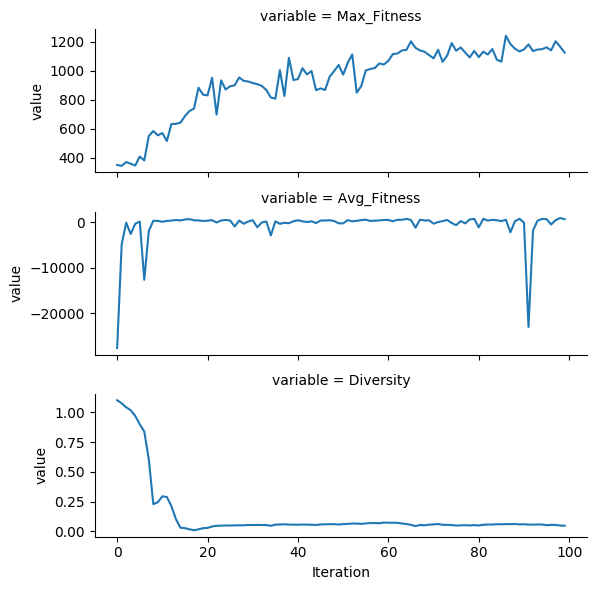 variable = Max_Fitness
1200
1000
800
600
400
value
variable = Avg_Fitness
0
−10000
−20000
value
variable = Diversity
1.00
0.75
0.50
0.25
0.00
value
0 20 40 60 80 100
Iteration